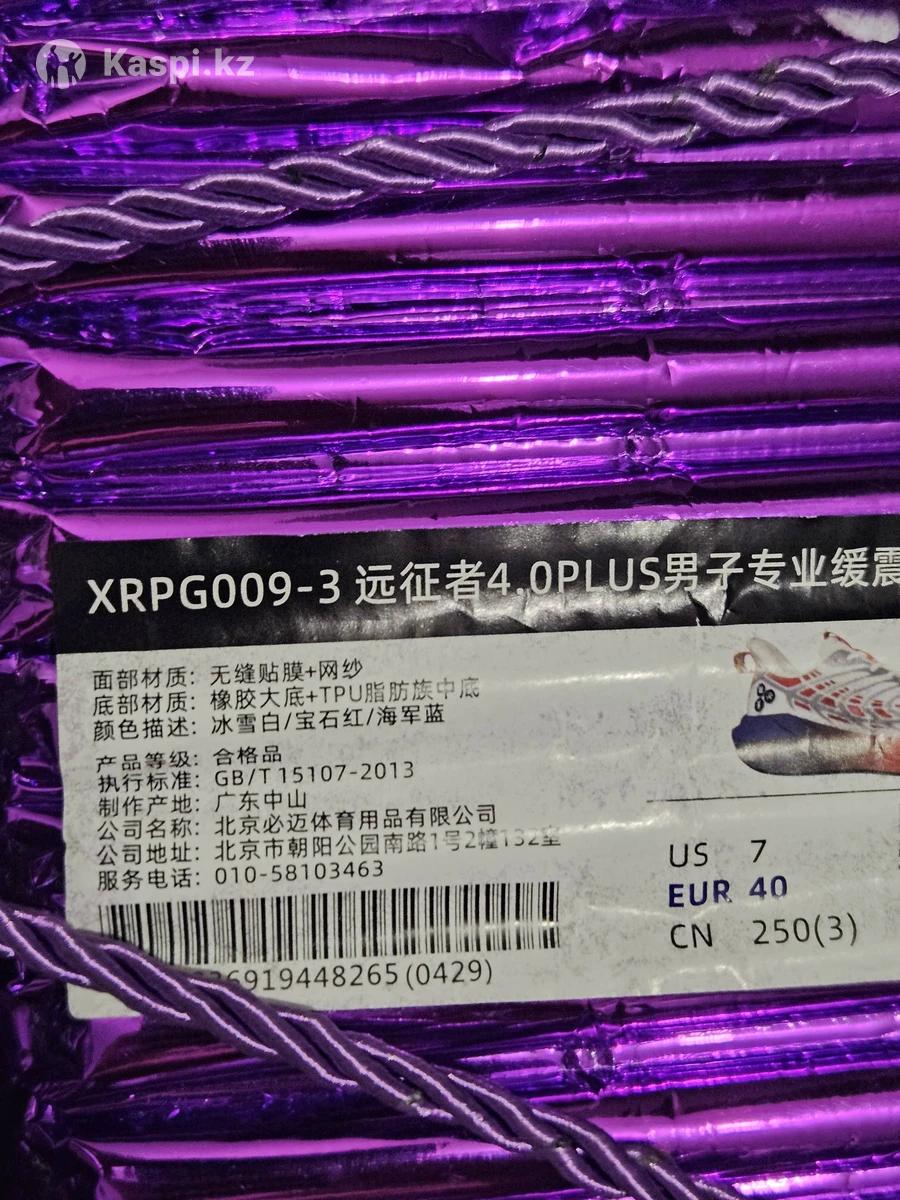 Kaspi.kz
XRPG009-3 远征者4.0PLUS男子专业缓震
面部材质：无缝贴膜+网纱
底部材质：橡胶大底+TPU脂肪族中底
颜色描述：冰雪白/宝石红/海军蓝
产品等级：合格品
执行标准：GB/T 15107-2013
制作产地：广东中山
公司名称：北京必迈体育用品有限公司
公司地址：北京市朝阳公园南路1号2幢132室
服务电话：010-58103463
US 7
EUR 40
CN 250(3)
6919448265(0429)